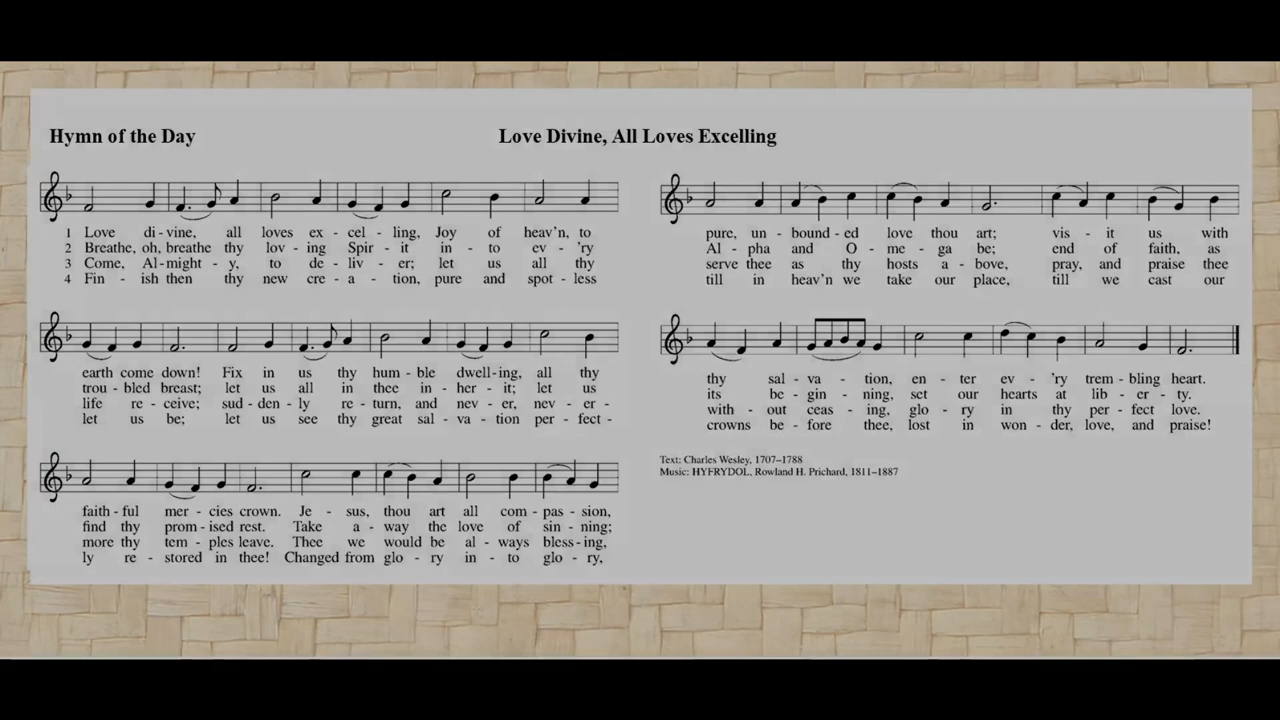 Hymn of the Day
Love Divine, All Loves Excelling
1 Love di - vine, all loves ex - cel - ling, Joy of heav'n, to
2 Breathe, oh, breathe thy lov - ing Spir - it in - to ev - 'ry
3 Come, Al - might - y, to de - liv - er; let us all thy
4 Fin - ish then thy new cre - a - tion, pure and spot - less
earth come down! Fix in us thy hum - ble dwell - ing, all thy
trou - bled breast; let us all in thee in - her - it; let us
life re - ceive; sud - den - ly re - turn, and nev - er, nev - er -
let us be; let us see thy great sal - va - tion per - fect -
faith - ful mer - cies crown. Je - sus, thou art all com - pas - sion,
find thy prom - ised rest. Take a - way the love of sin - ning;
more thy tem - ples leave. Thee we would be al - ways bless - ing,
ly re - stored in thee! Changed from glo - ry in - to glo - ry,
pure, un - bound - ed love thou art; vis - it us with
Al - pha and O - me - ga be; end of faith, as
serve thee as thy hosts a - bove, pray, and praise thee
till in heav'n we take our place, till we cast our
thy sal - va - tion, en - ter ev - 'ry trem - bling heart.
its be - gin - ning, set our hearts at lib - er - ty.
with - out ceas - ing, glo - ry in thy per - fect love.
crowns be - fore thee, lost in won - der, love, and praise!
Text: Charles Wesley, 1707–1788
Music: HYFRYDOL, Rowland H. Prichard, 1811–1887